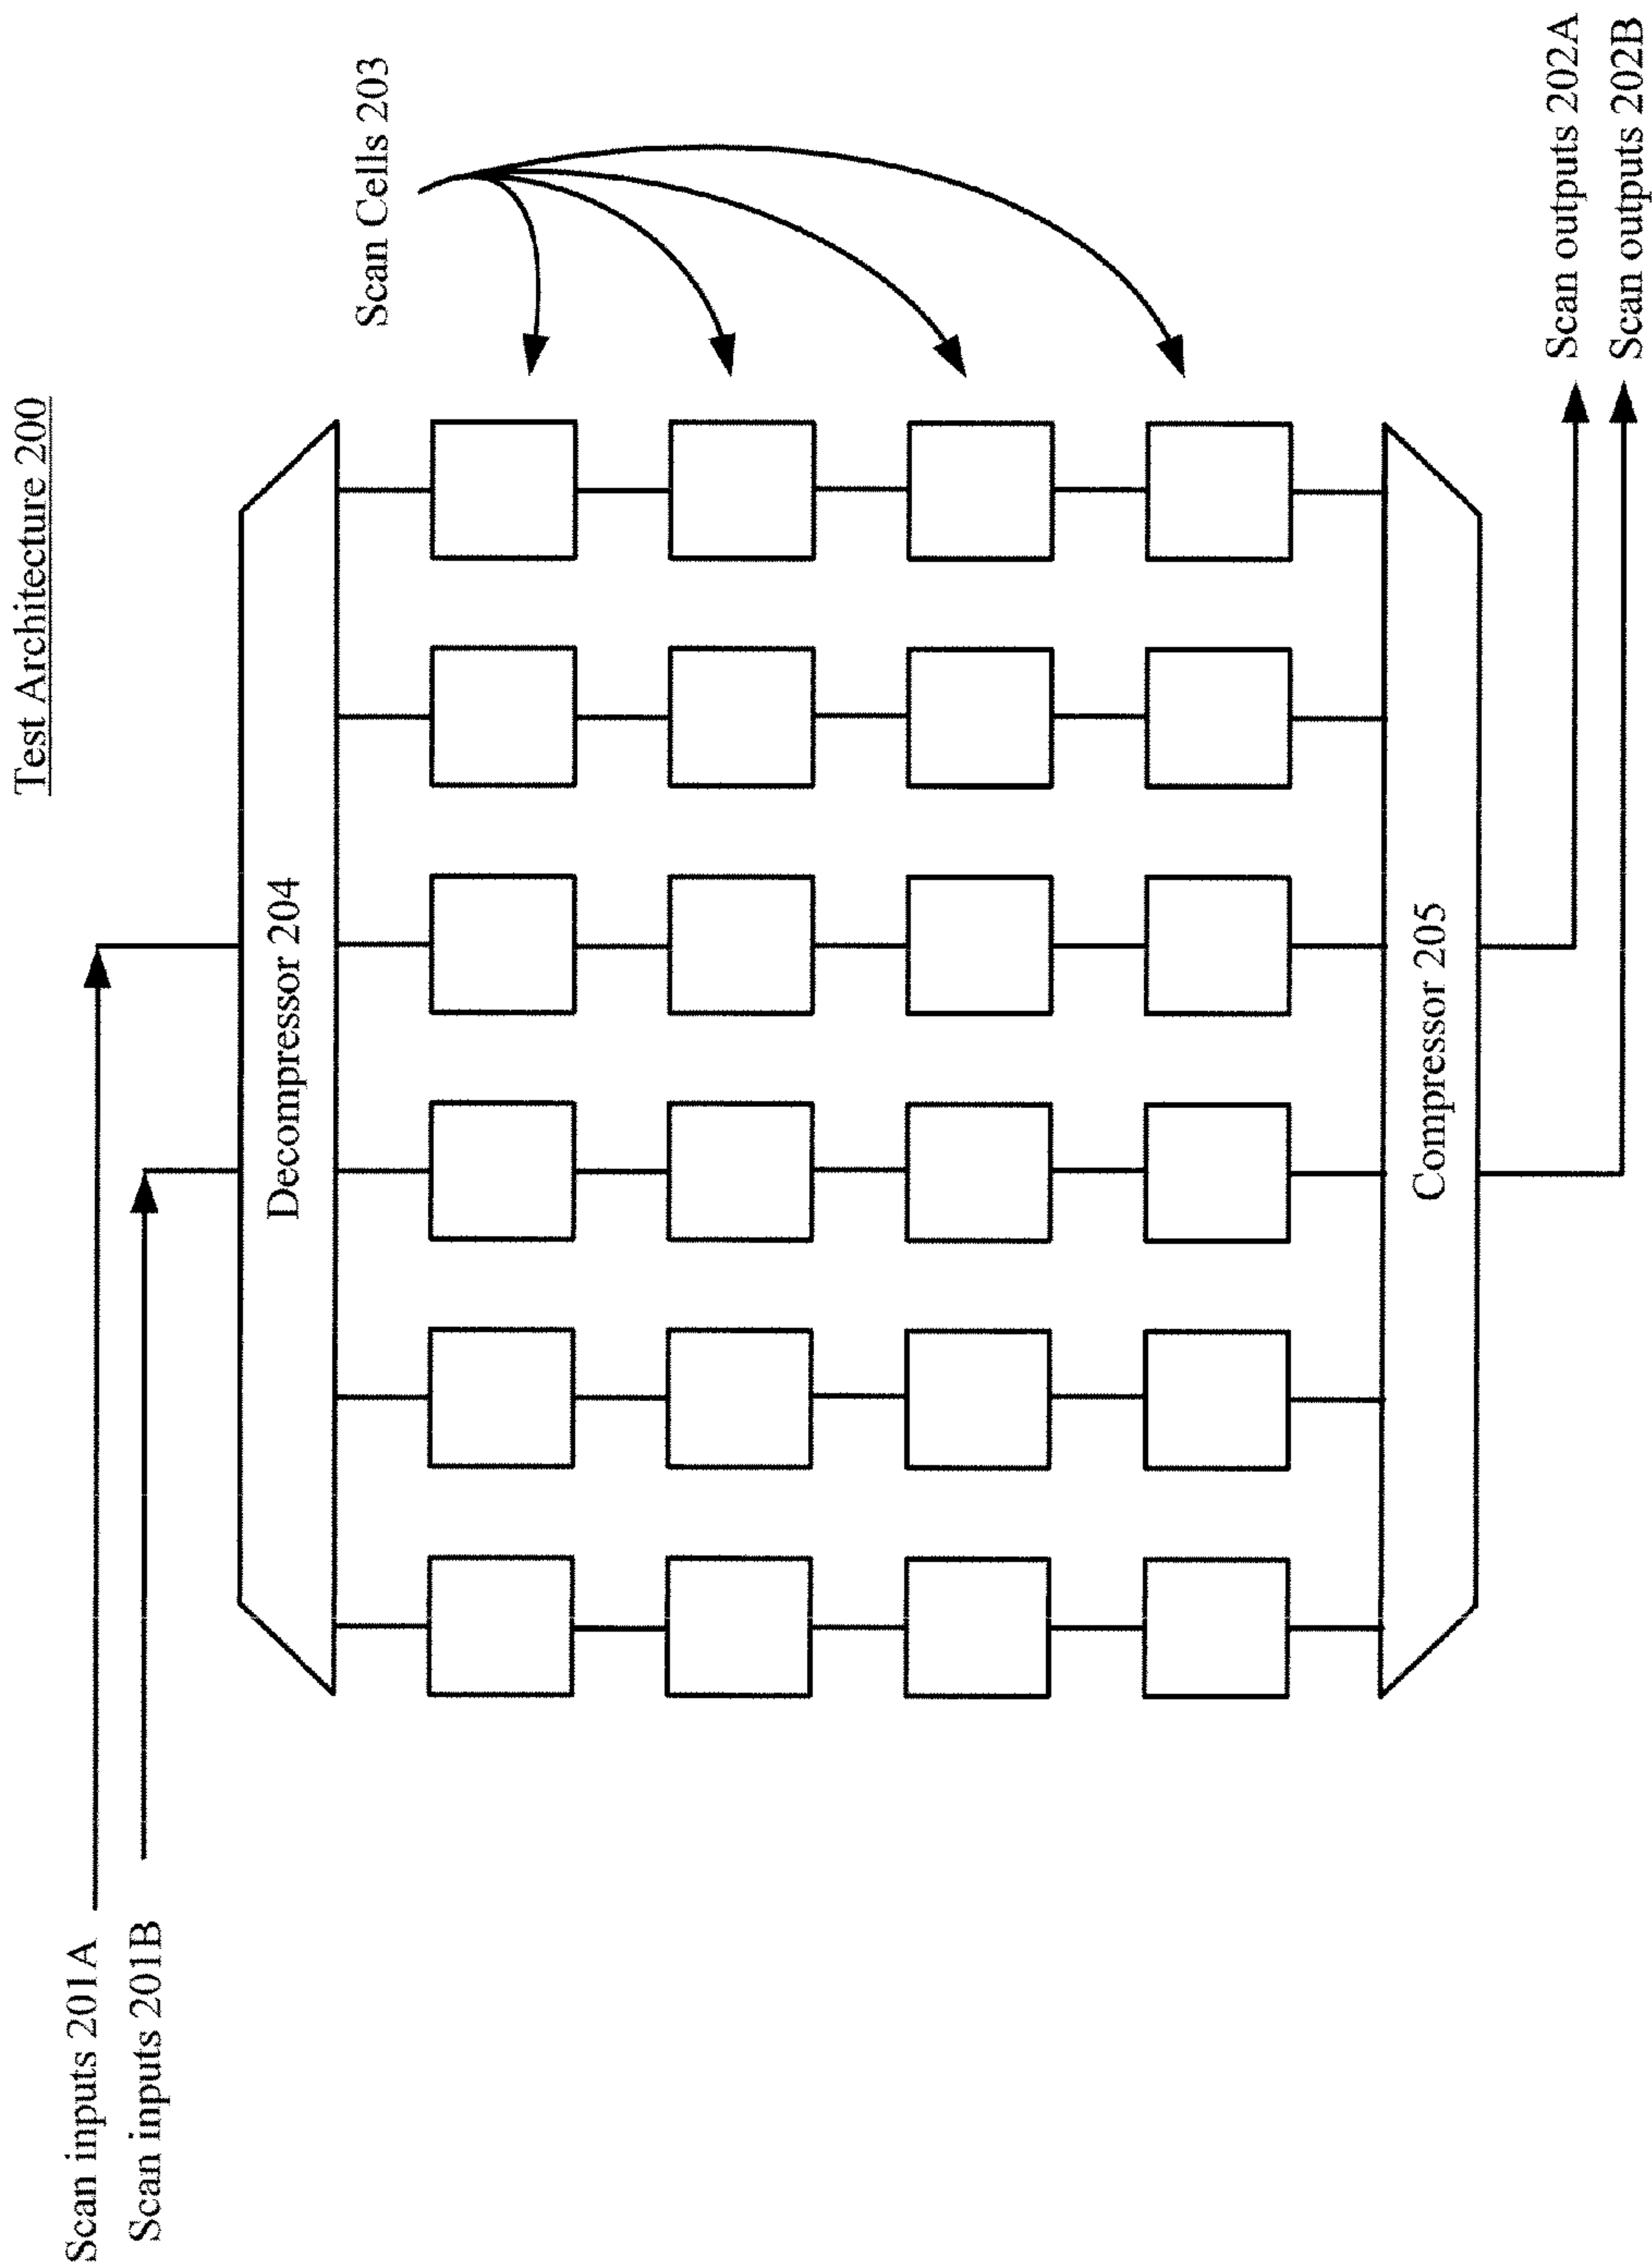 Test Architecture 200
Scan inputs 201A
Scan inputs 201B
Decompressor 204
Scan Cells 203
Compressor 205
Scan outputs 202A
Scan outputs 202B